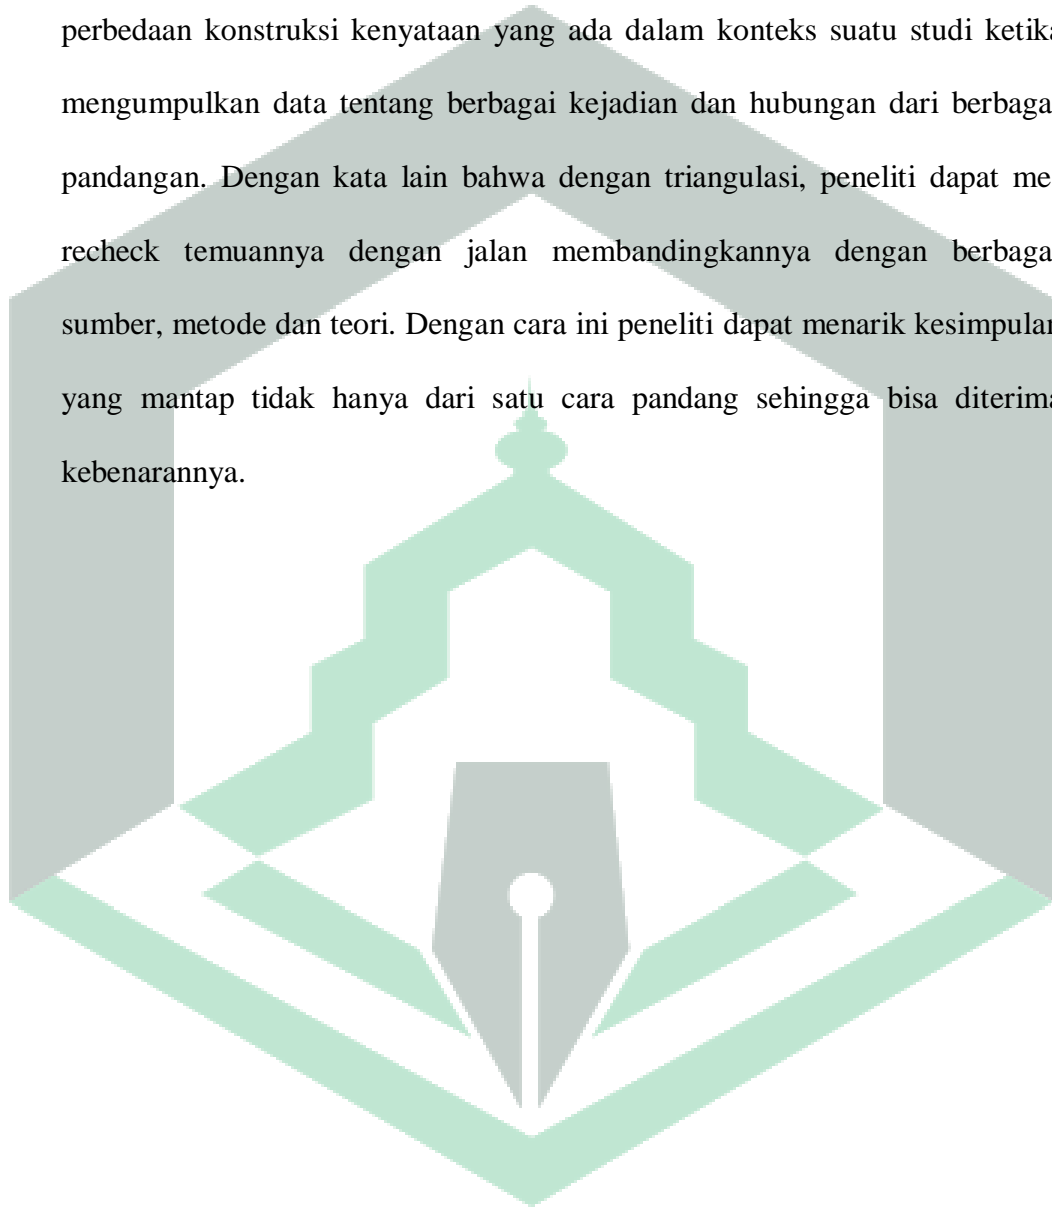 perbedaan konstruksi kenyataan yang ada dalam konteks suatu studi ketika
mengumpulkan data tentang berbagai kejadian dan hubungan dari berbaga
pandangan. Dengan kata lain bahwa dengan triangulasi, peneliti dapat me-
recheck temuannya dengan jalan membandingkannya dengan berbaga
sumber, metode dan teori. Dengan cara ini peneliti dapat menarik kesimpulan
yang mantap tidak hanya dari satu cara pandang sehingga bisa diterima
kebenarannya.